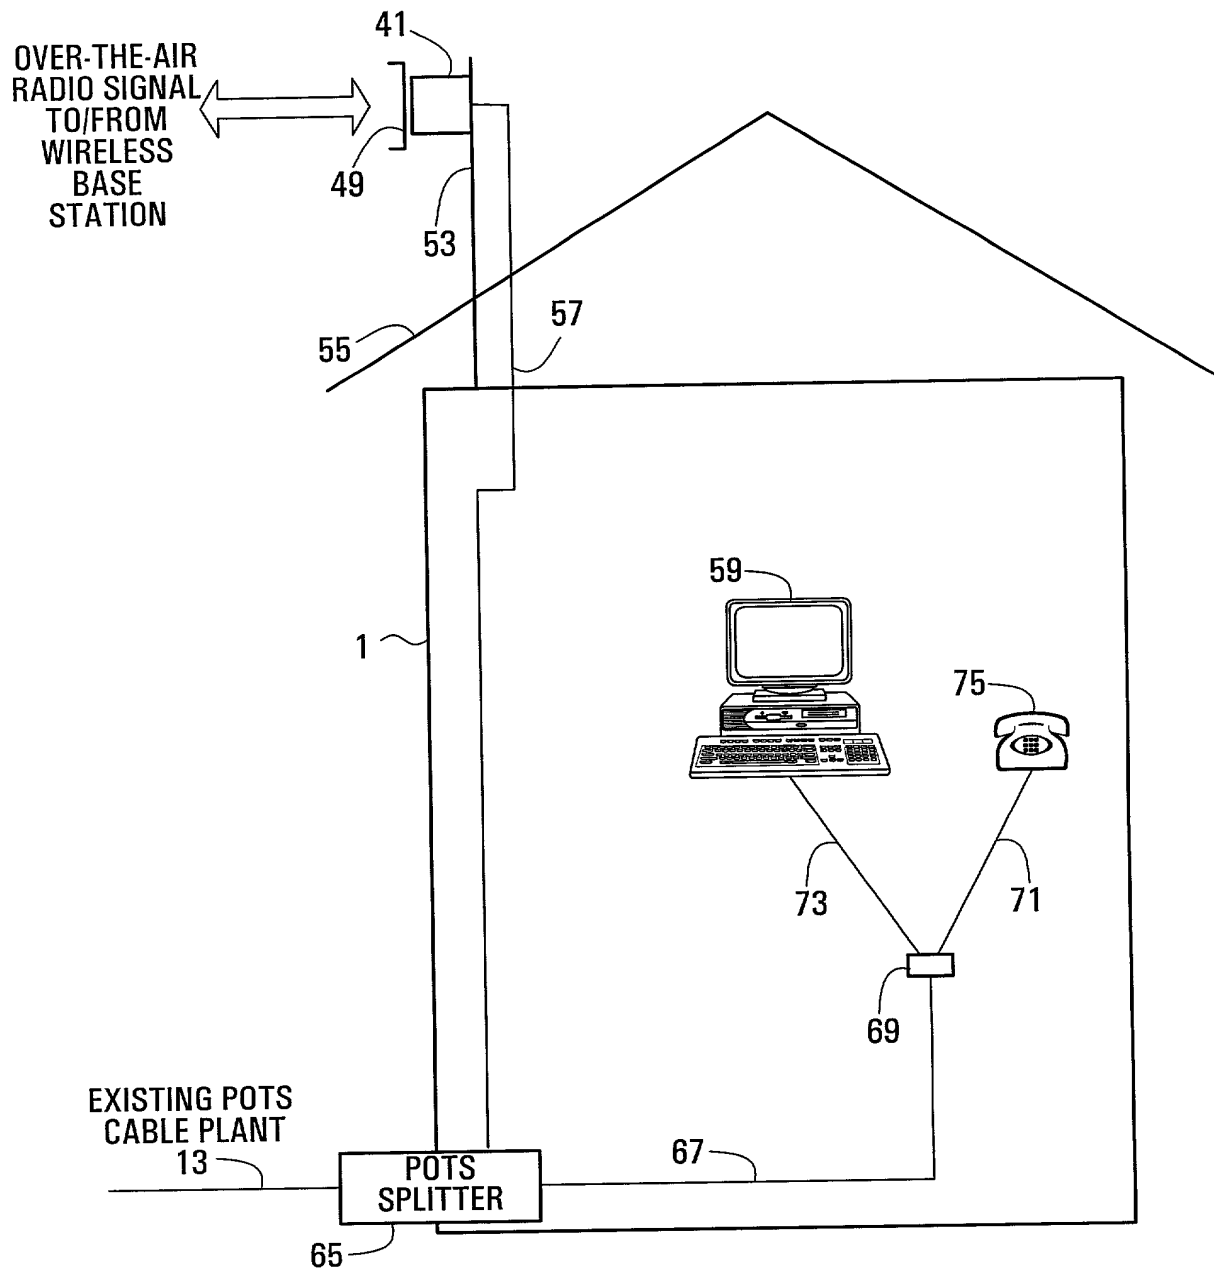 41
OVER-THE-AIR
RADIO SIGNAL
TO/FROM
WIRELESS
BASE
STATION
49
53
57
55
59
1
75
73
71
69
EXISTING POTS
CABLE PLANT
13
67
POTS
SPLITTER
65